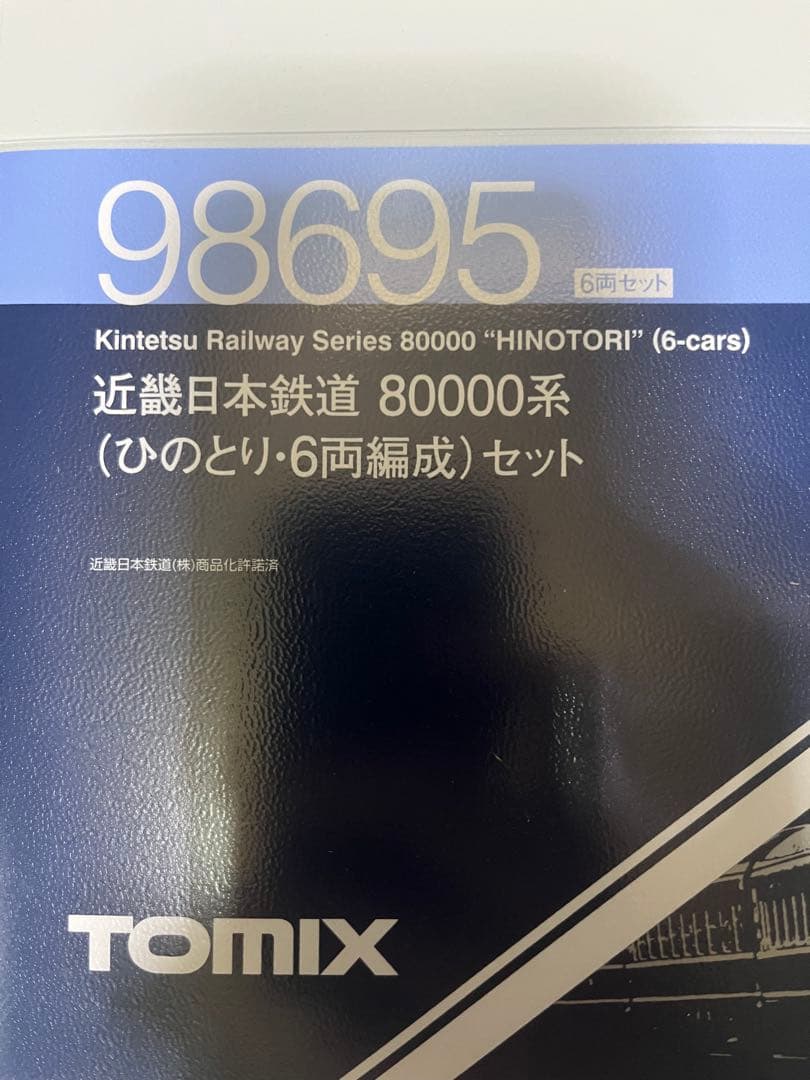 98695
6両セット
Kintetsu Railway Series 80000 “HINOTORI” (6-cars)
近畿日本鉄道 80000系
(ひのとり・6両編成)セット
近畿日本鉄道(株)商品化許諾済
TOMIX